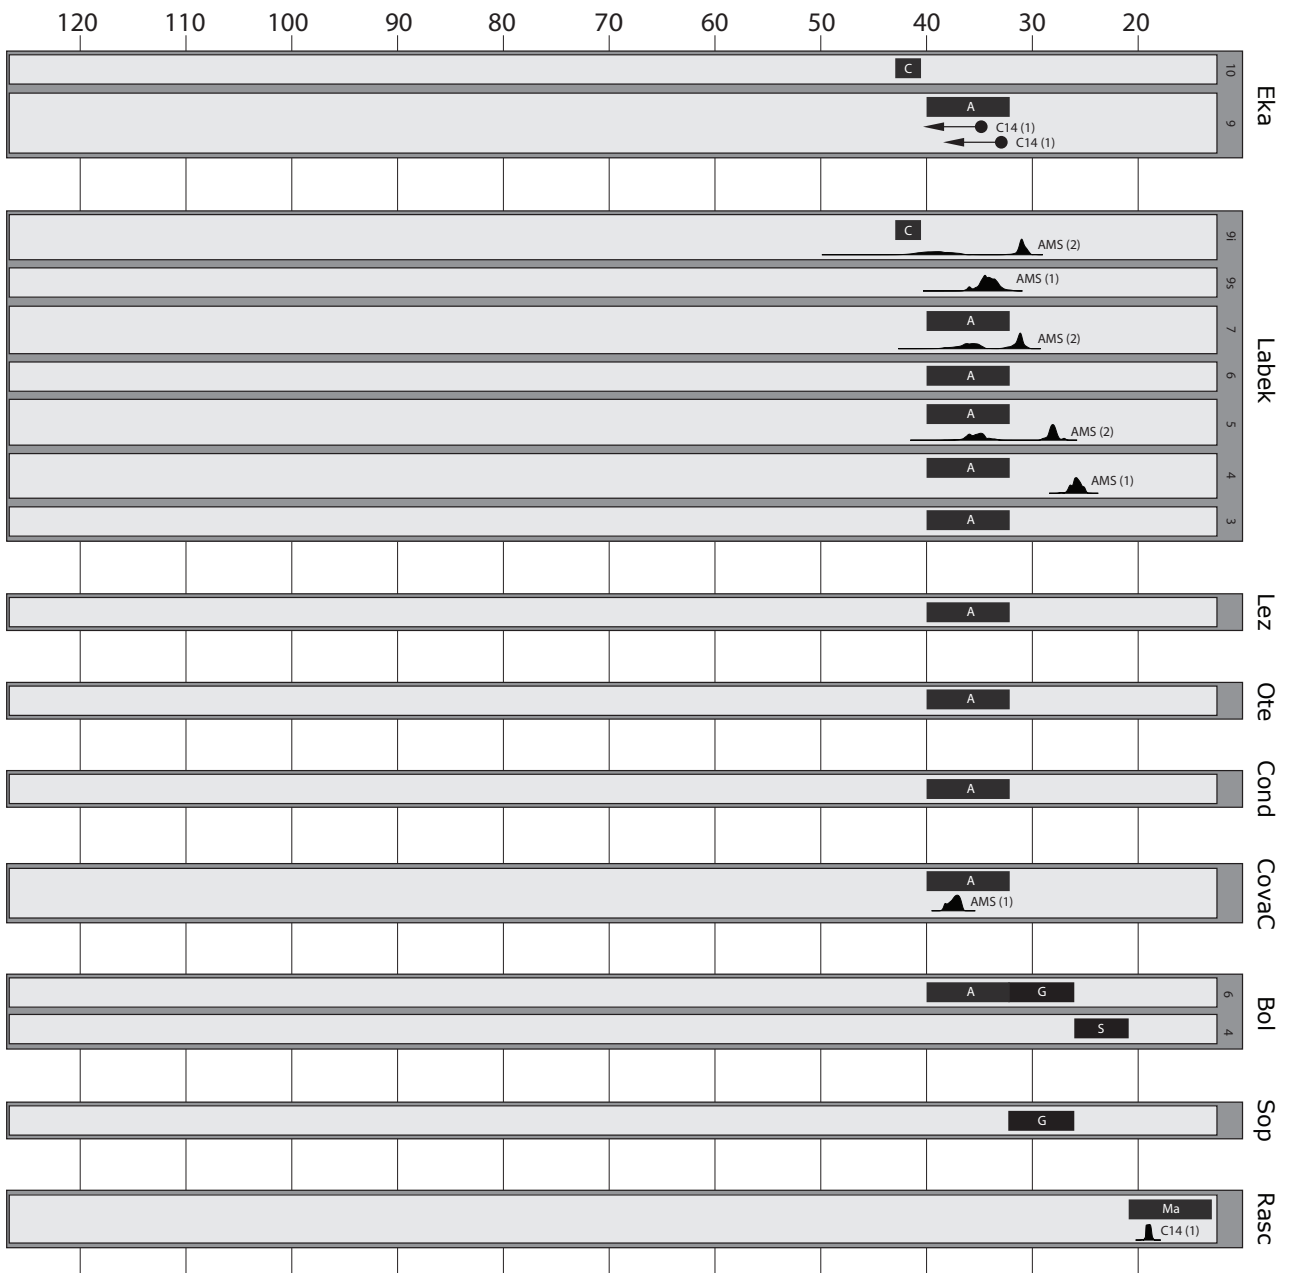 120 110 100 90 80 70 60 50 40 30 20
Eka
10
C
9
A
C14 (1)
C14 (1)
Labek
9i
C
AMS (2)
9s
AMS (1)
7
A
AMS (2)
6
A
5
A
AMS (2)
4
A
AMS (1)
3
A
Lez
A
Ote
A
Cond
A
CovaC
A
AMS (1)
Bol
6
A G
4
S
Sop
G
Rasc
Ma
C14 (1)